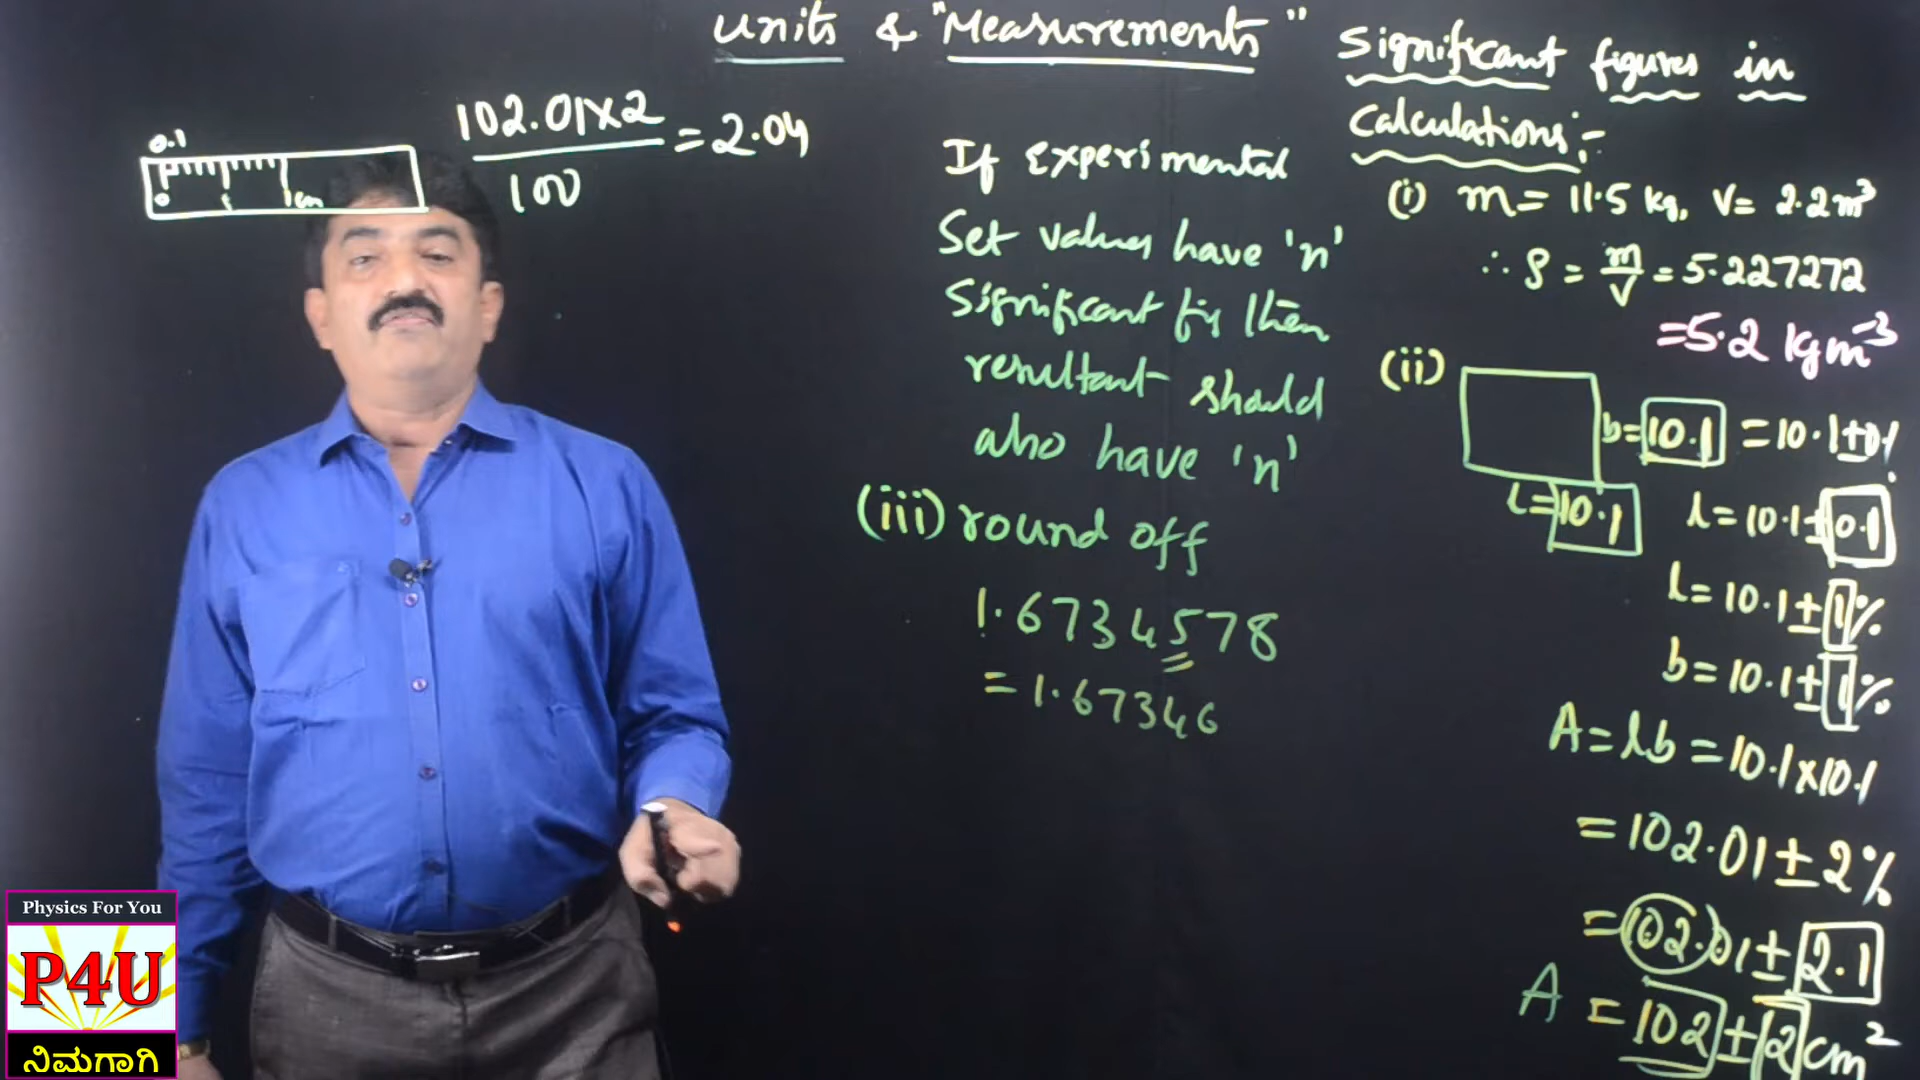 Units & "Measurements"
0.1
0 1cm
102.01x2
100
= 2.04
If experimental
Set values have 'n'
Significant fig then
resultant should
also have 'n'
(iii) round off
1.6734578
= 1.67346
Significant figures in
Calculations:-
(i) m = 11.5 kg, V = 2.2m³
∴ ρ = m/V = 5.227272
= 5.2 kgm⁻³
(ii)
b = 10.1 = 10.1 ± 0.1
l = 10.1 l = 10.1 ± 0.1
l = 10.1 ± 1%
b = 10.1 ± 1%
A = lb = 10.1 x 10.1
= 102.01 ± 2%
= 102.01 ± 2.1
A = 102 ± 2 cm²
Physics For You
P4U
ನಿಮಗಾಗಿ